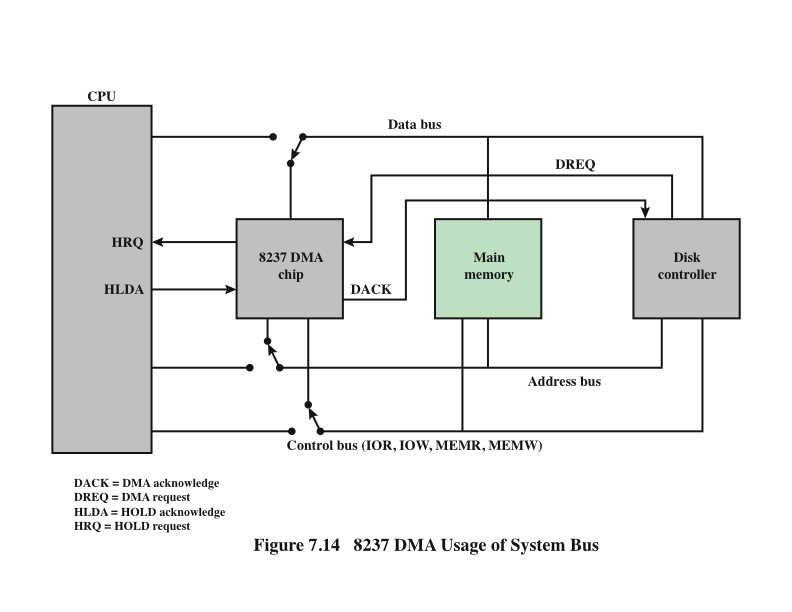 CPU
Data bus
DREQ
HRQ
8237 DMA
chip
Main
memory
Disk
controller
HLDA
DACK
Address bus
Control bus (IOR, IOW, MEMR, MEMW)
DACK = DMA acknowledge
DREQ = DMA request
HLDA = HOLD acknowledge
HRQ = HOLD request
Figure 7.14 8237 DMA Usage of System Bus